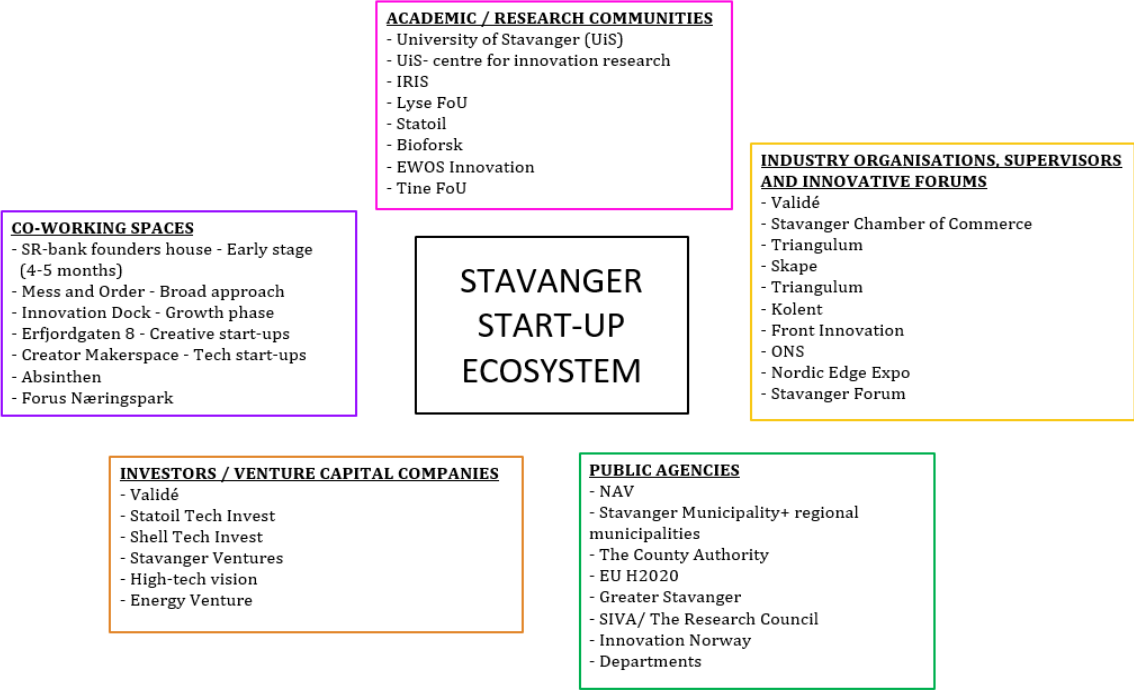 ACADEMIC / RESEARCH COMMUNITIES
- University of Stavanger (UiS)
- UiS- centre for innovation research
- IRIS
- Lyse FoU
- Statoil
- Bioforsk
- EWOS Innovation
- Tine FoU
INDUSTRY ORGANISATIONS, SUPERVISORS
AND INNOVATIVE FORUMS
- Validé
- Stavanger Chamber of Commerce
- Triangulum
- Skape
- Triangulum
- Kolent
- Front Innovation
- ONS
- Nordic Edge Expo
- Stavanger Forum
CO-WORKING SPACES
- SR-bank founders house - Early stage
(4-5 months)
- Mess and Order - Broad approach
- Innovation Dock - Growth phase
- Erfjordgaten 8 - Creative start-ups
- Creator Makerspace - Tech start-ups
- Absinthen
- Forus Næringspark
STAVANGER
START-UP
ECOSYSTEM
INVESTORS / VENTURE CAPITAL COMPANIES
- Validé
- Statoil Tech Invest
- Shell Tech Invest
- Stavanger Ventures
- High-tech vision
- Energy Venture
PUBLIC AGENCIES
- NAV
- Stavanger Municipality+ regional
municipalities
- The County Authority
- EU H2020
- Greater Stavanger
- SIVA/ The Research Council
- Innovation Norway
- Departments